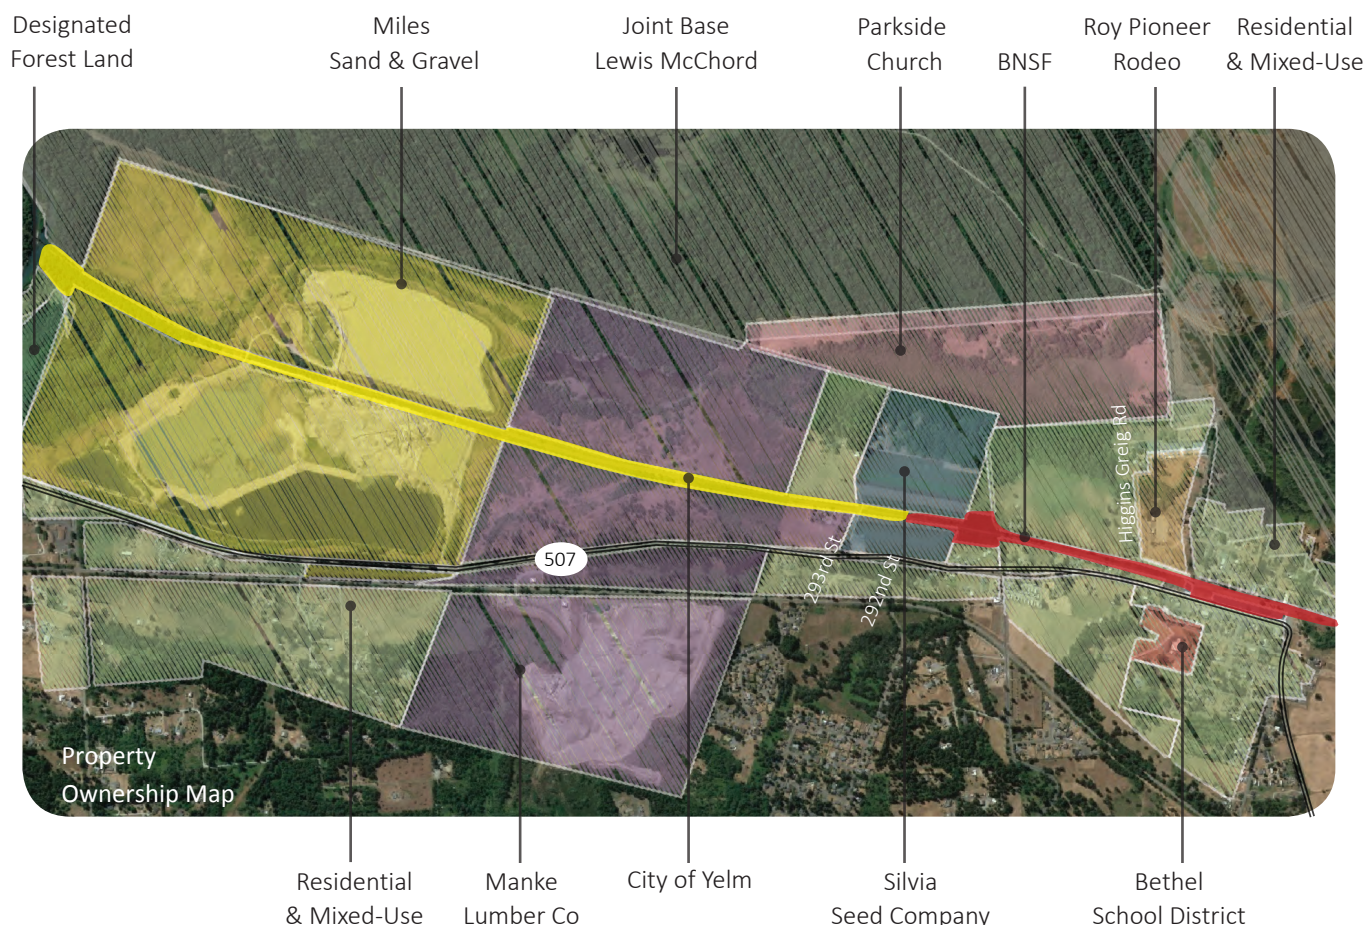 Designated
Forest Land
Miles
Sand & Gravel
Joint Base
Lewis McChord
Parkside
Church
BNSF
Roy Pioneer
Rodeo
Residential
& Mixed-Use
Higgins Greig Rd
507
293rd St
292nd St
Property
Ownership Map
Residential
& Mixed-Use
Manke
Lumber Co
City of Yelm
Silvia
Seed Company
Bethel
School District